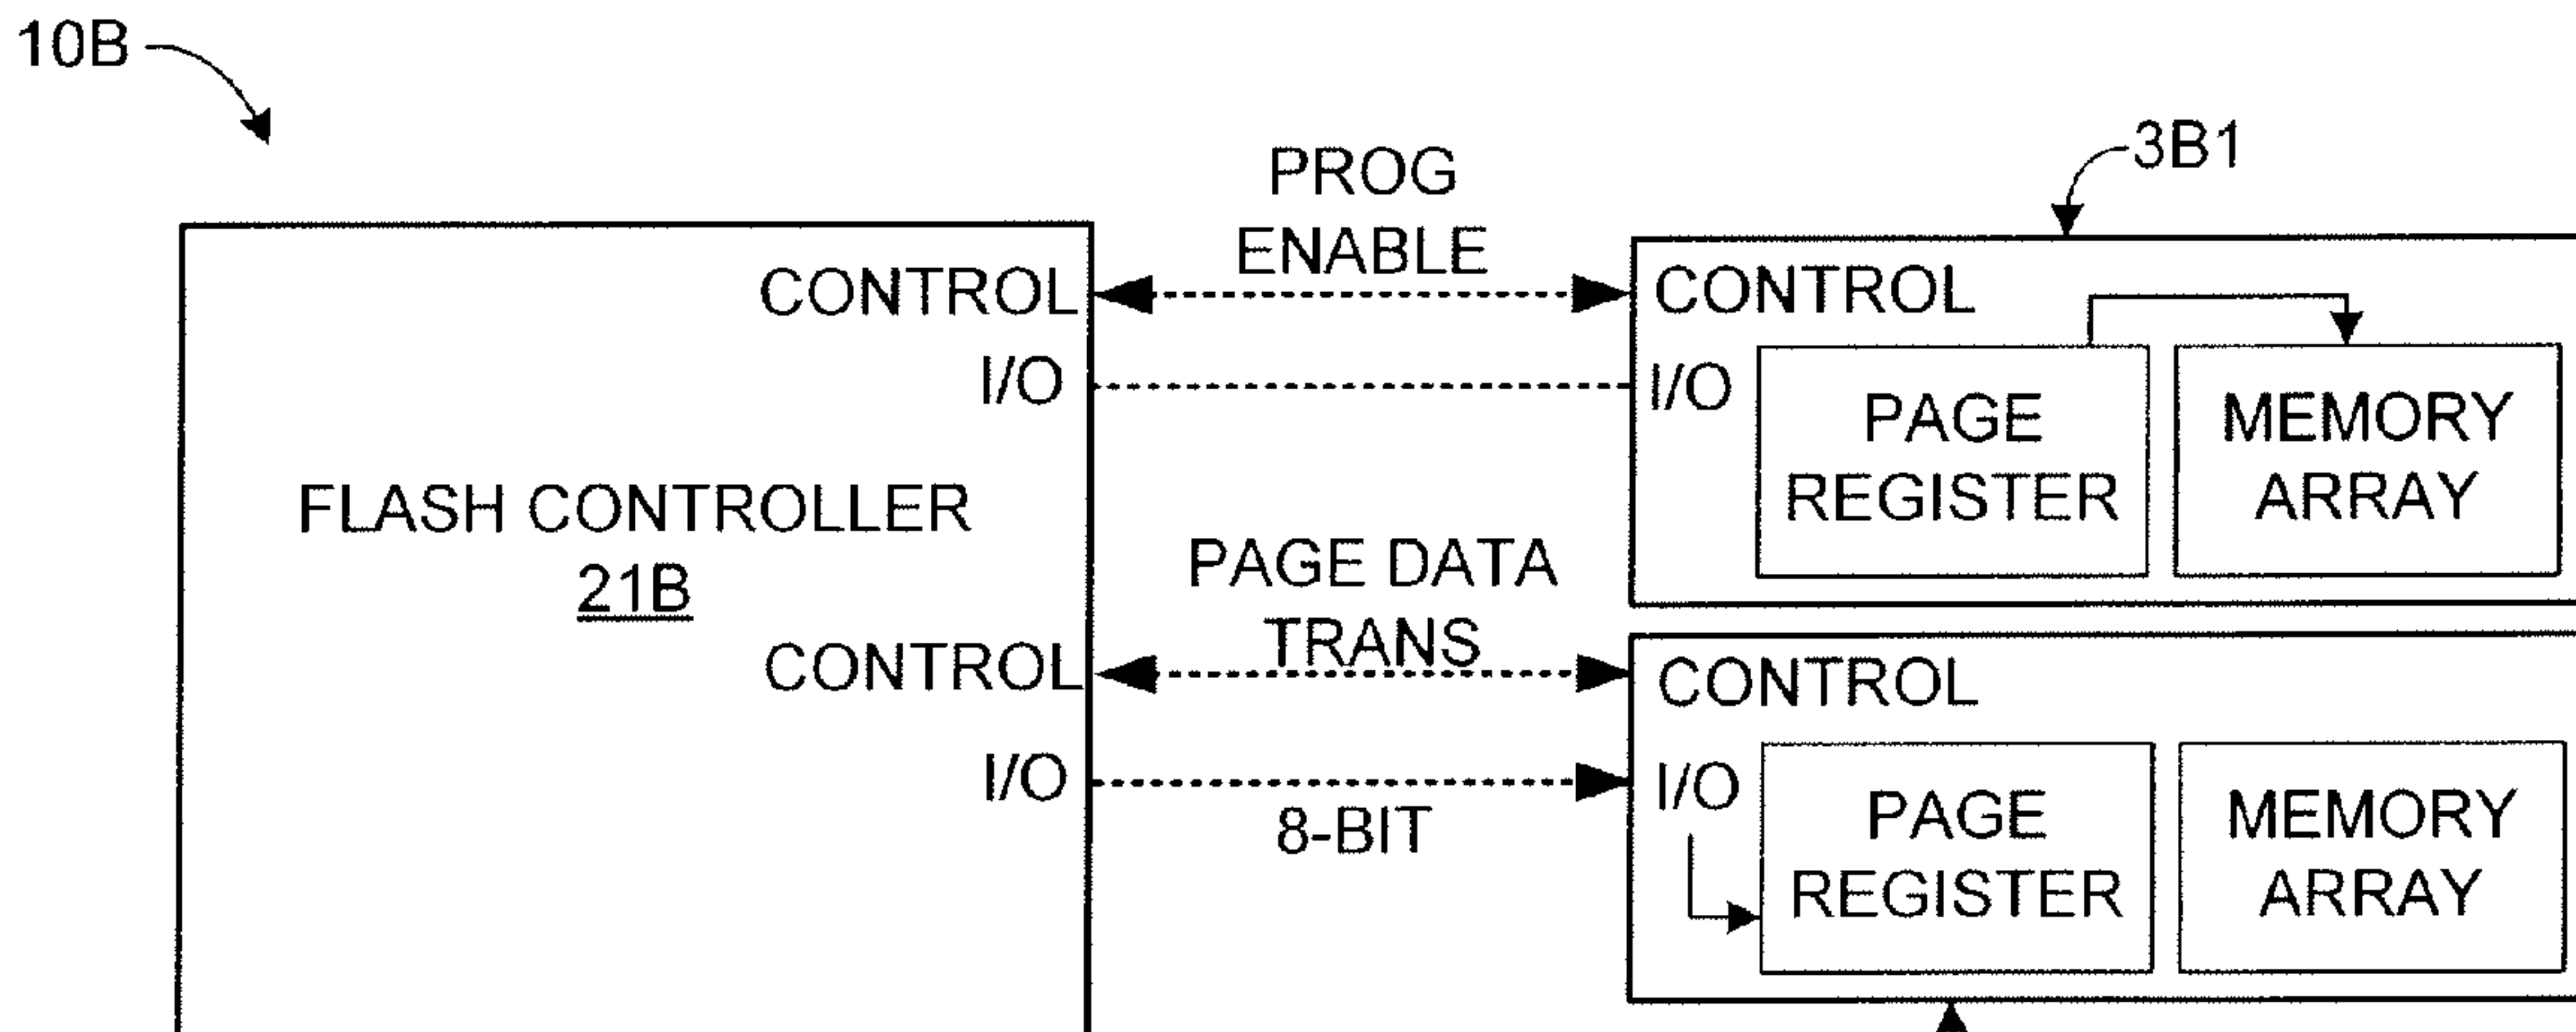 10B
3B1
PROG
ENABLE
CONTROL
CONTROL
I/O
I/O
PAGE
REGISTER
MEMORY
ARRAY
FLASH CONTROLLER
21B
PAGE DATA
TRANS
CONTROL
CONTROL
I/O
8-BIT
I/O
PAGE
REGISTER
MEMORY
ARRAY